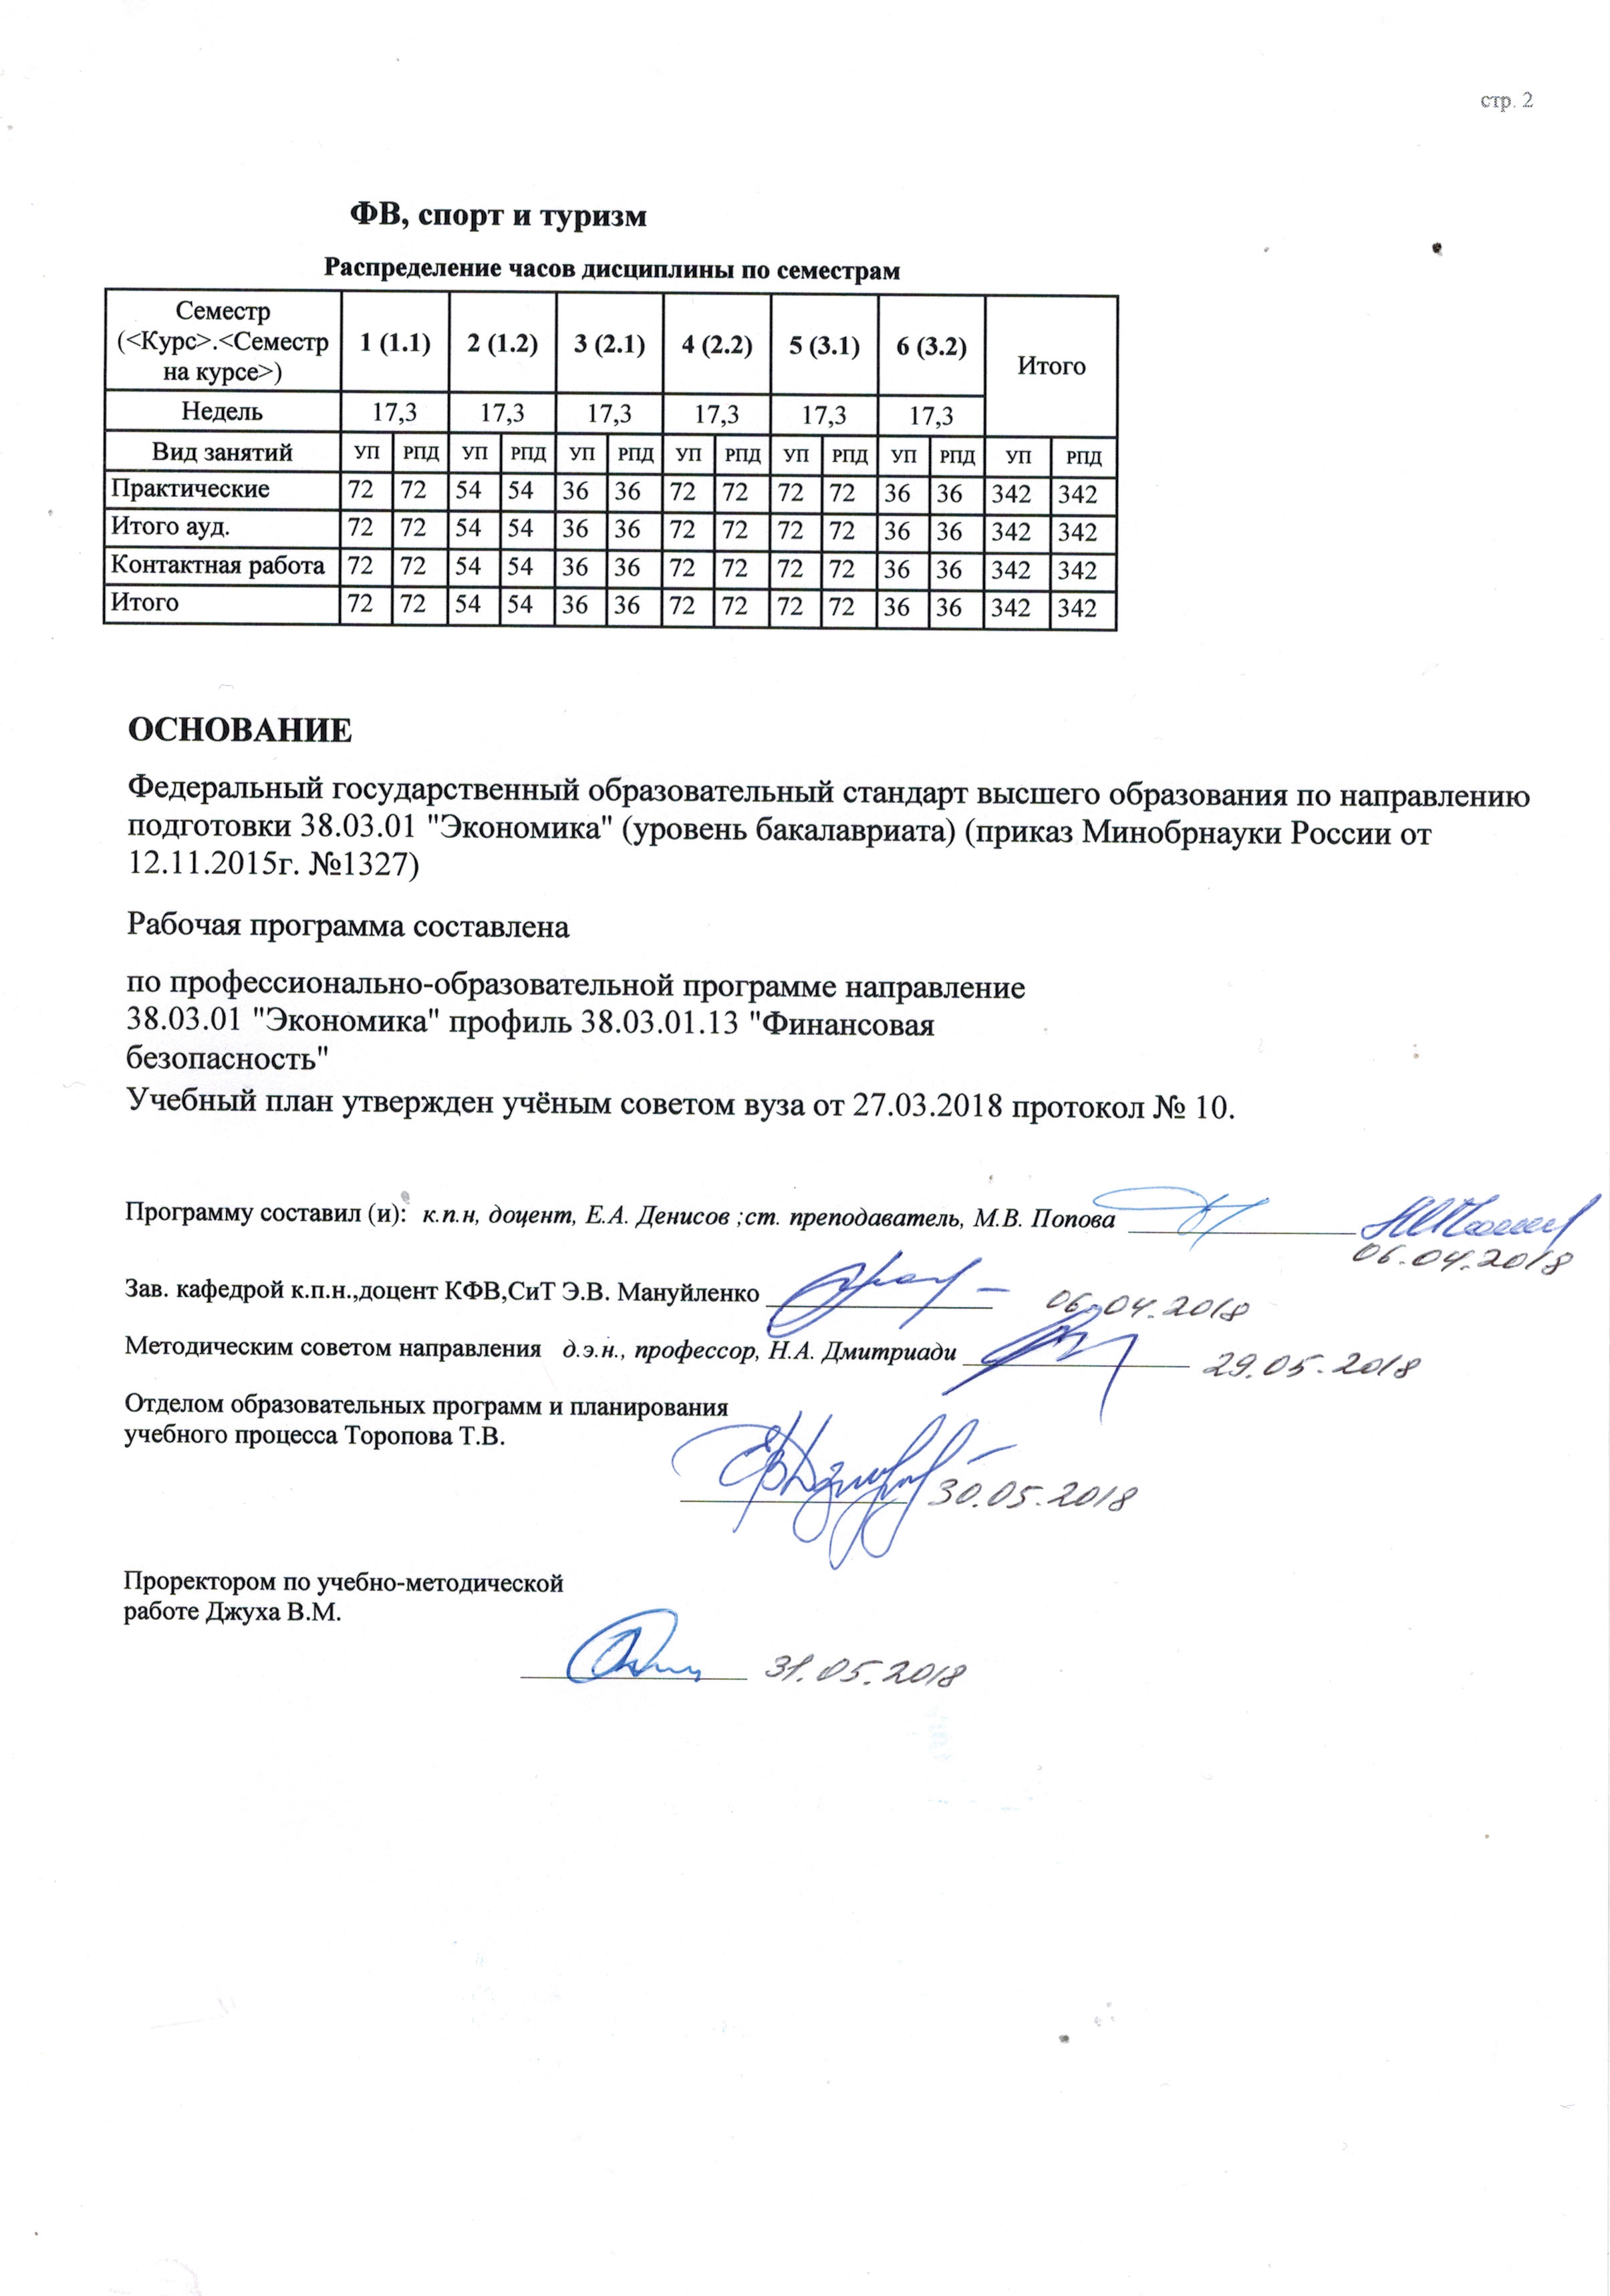 стр. 2
ФВ, спорт и туризм
Распределение часов дисциплины по семестрам
Семестр (<Курс>.<Семестр на курсе>) 1 (1.1) 2 (1.2) 3 (2.1) 4 (2.2) 5 (3.1) 6 (3.2) Итого
Недель 17,3 17,3 17,3 17,3 17,3 17,3
Вид занятий УП РПД УП РПД УП РПД УП РПД УП РПД УП РПД УП РПД
Практические 72 72 54 54 36 36 72 72 72 72 36 36 342 342
Итого ауд. 72 72 54 54 36 36 72 72 72 72 36 36 342 342
Контактная работа 72 72 54 54 36 36 72 72 72 72 36 36 342 342
Итого 72 72 54 54 36 36 72 72 72 72 36 36 342 342
ОСНОВАНИЕ
Федеральный государственный образовательный стандарт высшего образования по направлению
подготовки 38.03.01 "Экономика" (уровень бакалавриата) (приказ Минобрнауки России от
12.11.2015г. №1327)
Рабочая программа составлена
по профессионально-образовательной программе направление
38.03.01 "Экономика" профиль 38.03.01.13 "Финансовая
безопасность"
Учебный план утвержден учёным советом вуза от 27.03.2018 протокол № 10.
Программу составил (и): к.п.н, доцент, Е.А. Денисов ;ст. преподаватель, М.В. Попова
06.04.2018
Зав. кафедрой к.п.н.,доцент КФВ,СиТ Э.В. Мануйленко 06.04.2018
Методическим советом направления д.э.н., профессор, Н.А. Дмитриади 29.05.2018
Отделом образовательных программ и планирования
учебного процесса Торопова Т.В.
30.05.2018
Проректором по учебно-методической
работе Джуха В.М.
31.05.2018